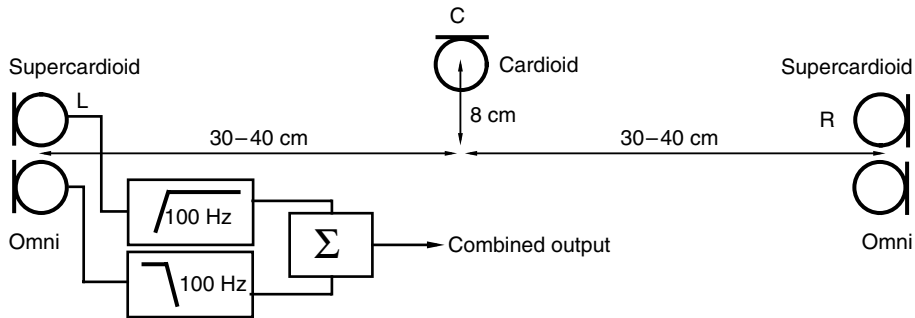 C
Supercardioid
Cardioid
Supercardioid
L
8 cm
R
30–40 cm
30–40 cm
100 Hz
Omni
Σ
Combined output
Omni
100 Hz